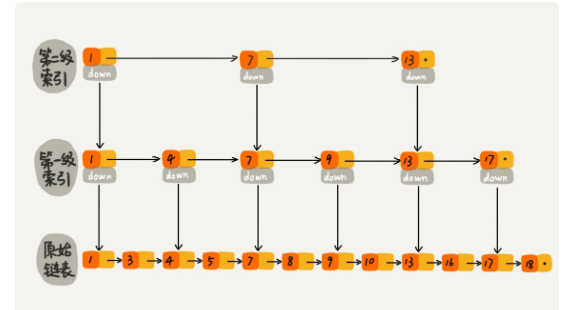 第二级
索引
1 7 13
down down down
第一级
索引
1 4 7 9 13 17
down down down down down down
原始
链表
1 3 4 5 7 8 9 10 13 16 17 18